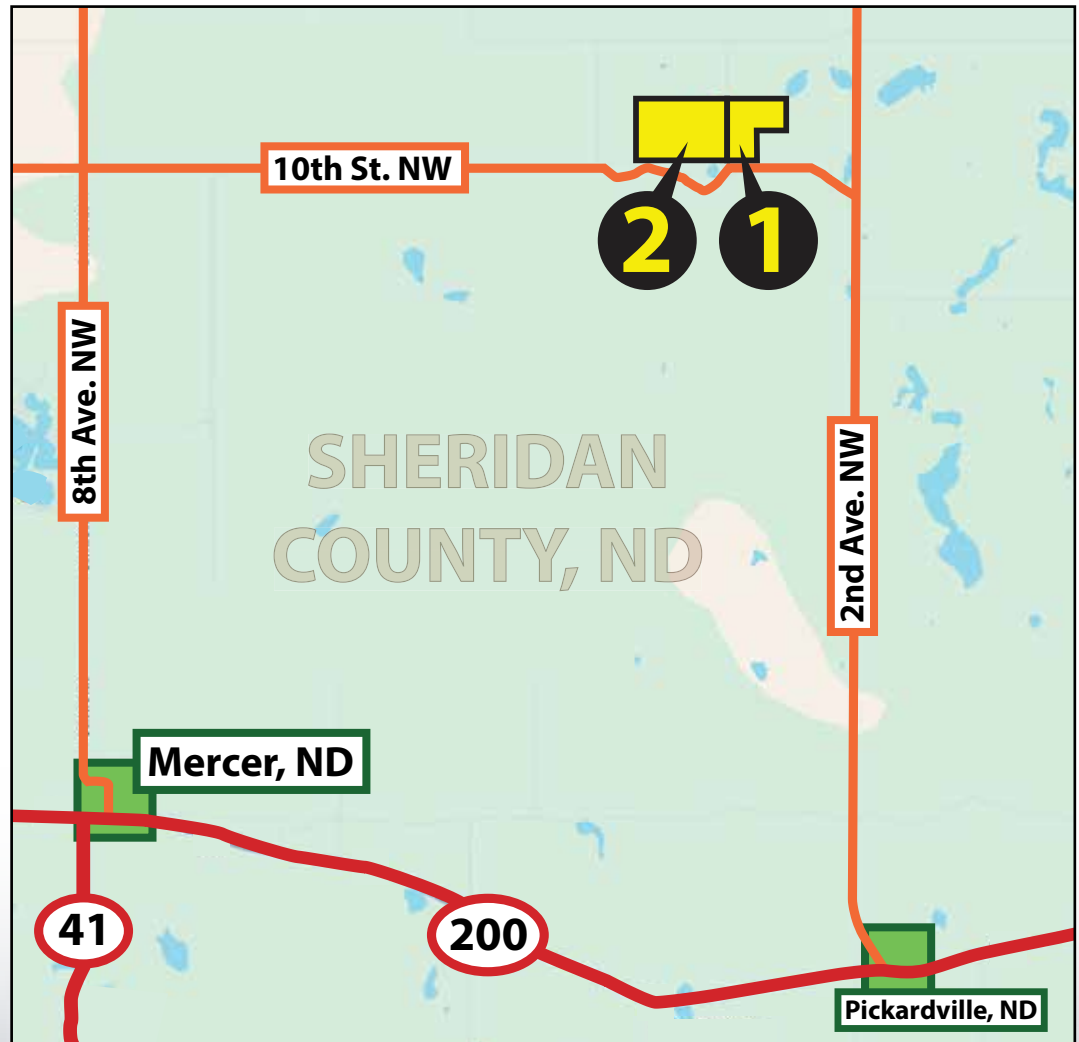 10th St. NW
2
1
8th Ave. NW
SHERIDAN
COUNTY, ND
2nd Ave. NW
Mercer, ND
41
200
Pickardville, ND